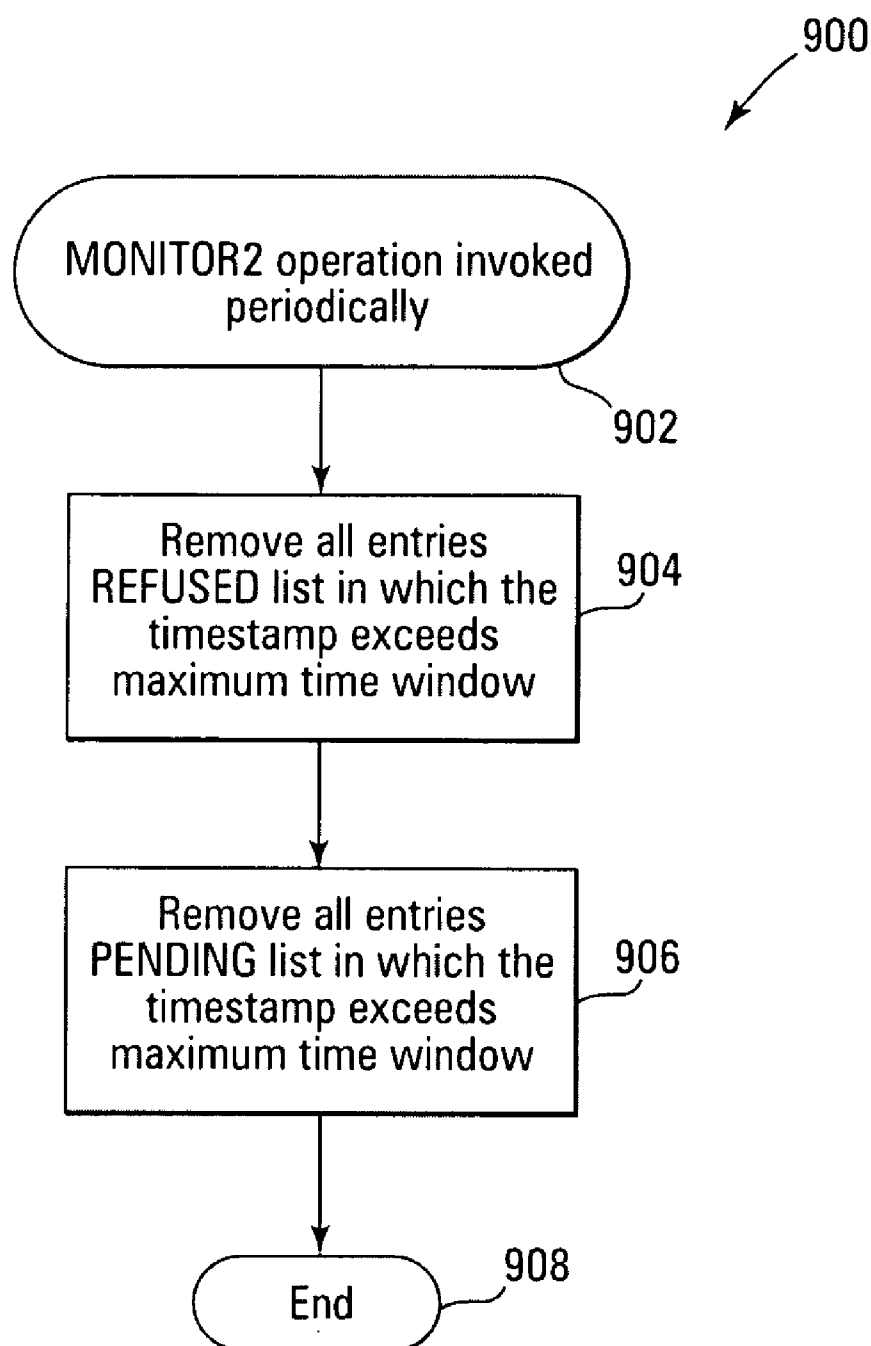 900
MONITOR2 operation invoked
periodically
902
Remove all entries
REFUSED list in which the
timestamp exceeds
maximum time window
904
Remove all entries
PENDING list in which the
timestamp exceeds
maximum time window
906
End
908